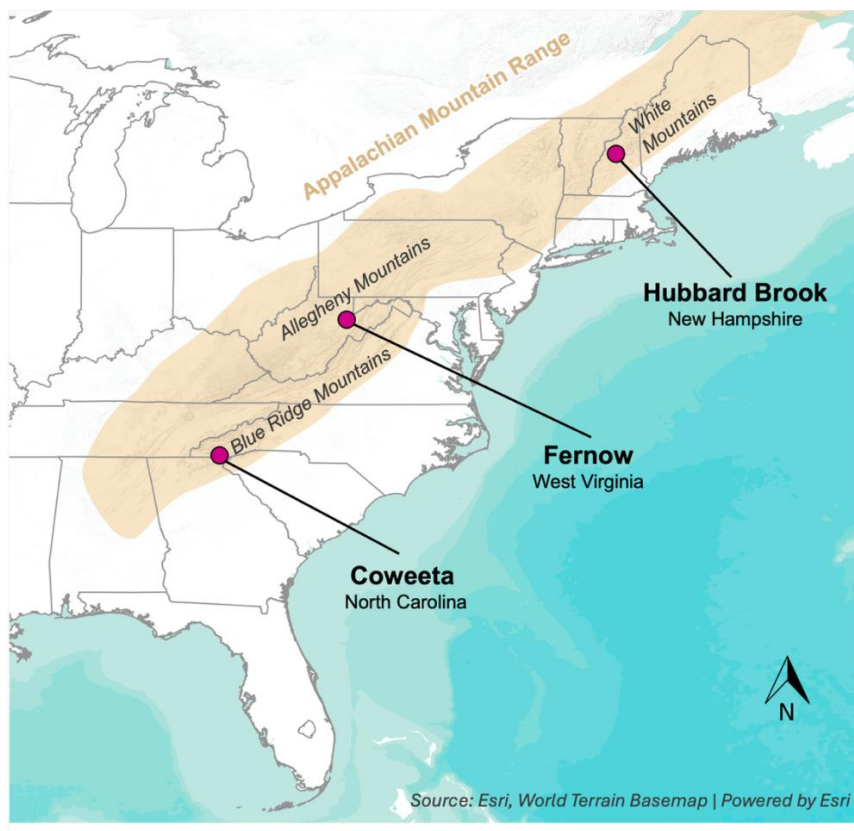 Appalachian Mountain Range
White
Mountains
Hubbard Brook
New Hampshire
Allegheny Mountains
Blue Ridge Mountains
Fernow
West Virginia
Coweeta
North Carolina
N
Source: Esri, World Terrain Basemap | Powered by Esri